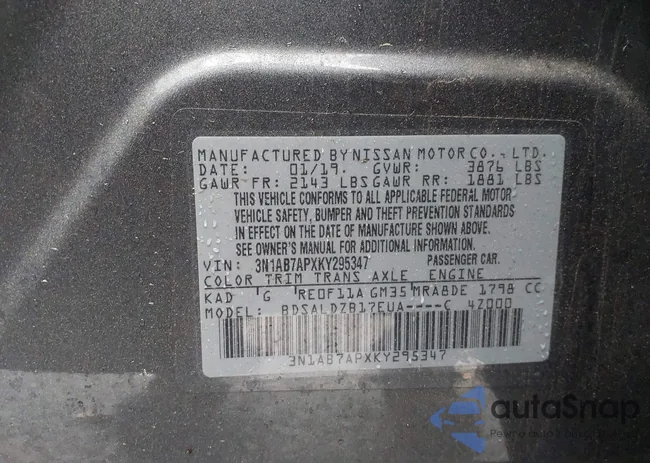 MANUFACTURED BY NISSAN MOTOR CO., LTD.
DATE: 01/19. GVWR: 3876 LBS
GAWR FR: 2143 LBS GAWR RR: 1881 LBS
THIS VEHICLE CONFORMS TO ALL APPLICABLE FEDERAL MOTOR
VEHICLE SAFETY, BUMPER AND THEFT PREVENTION STANDARDS
IN EFFECT ON THE DATE OF MANUFACTURE SHOWN ABOVE.
SEE OWNER'S MANUAL FOR ADDITIONAL INFORMATION.
VIN: 3N1AB7APXKY295347 PASSENGER CAR.
COLOR TRIM TRANS AXLE ENGINE
KAD G RE0F11A GM35 MRA8DE 1798 CC
MODEL: BDSALDZB17EUA----C 4Z000
3N1AB7APXKY295347
autoSnap